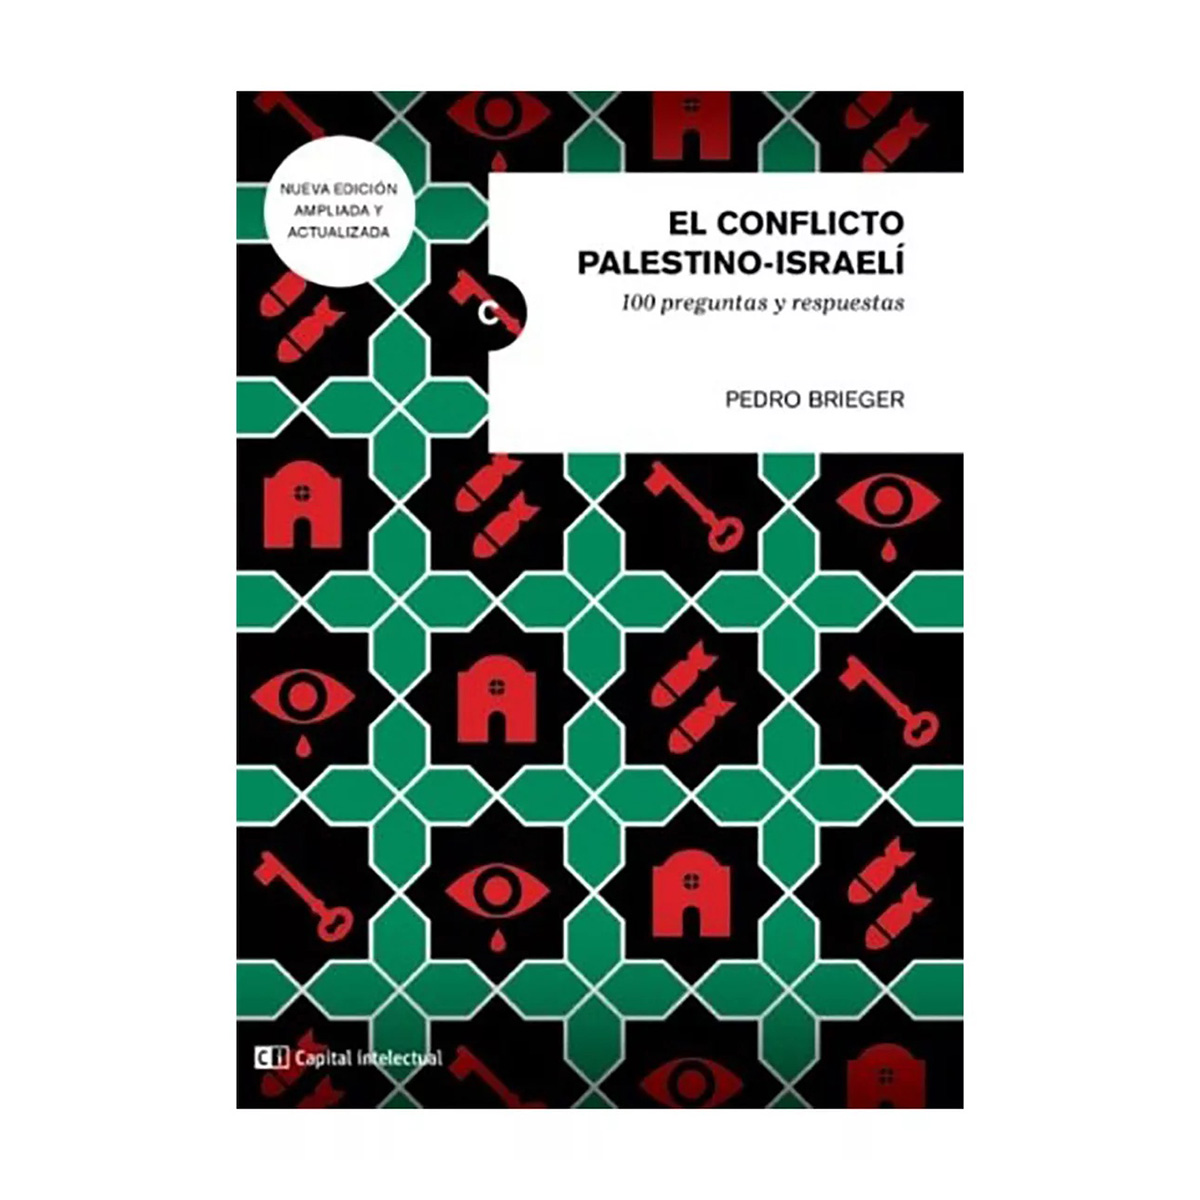 NUEVA EDICIÓN
AMPLIADA Y
ACTUALIZADA
EL CONFLICTO
PALESTINO-ISRAELÍ
100 preguntas y respuestas
C
PEDRO BRIEGER
Ci Capital intelectual